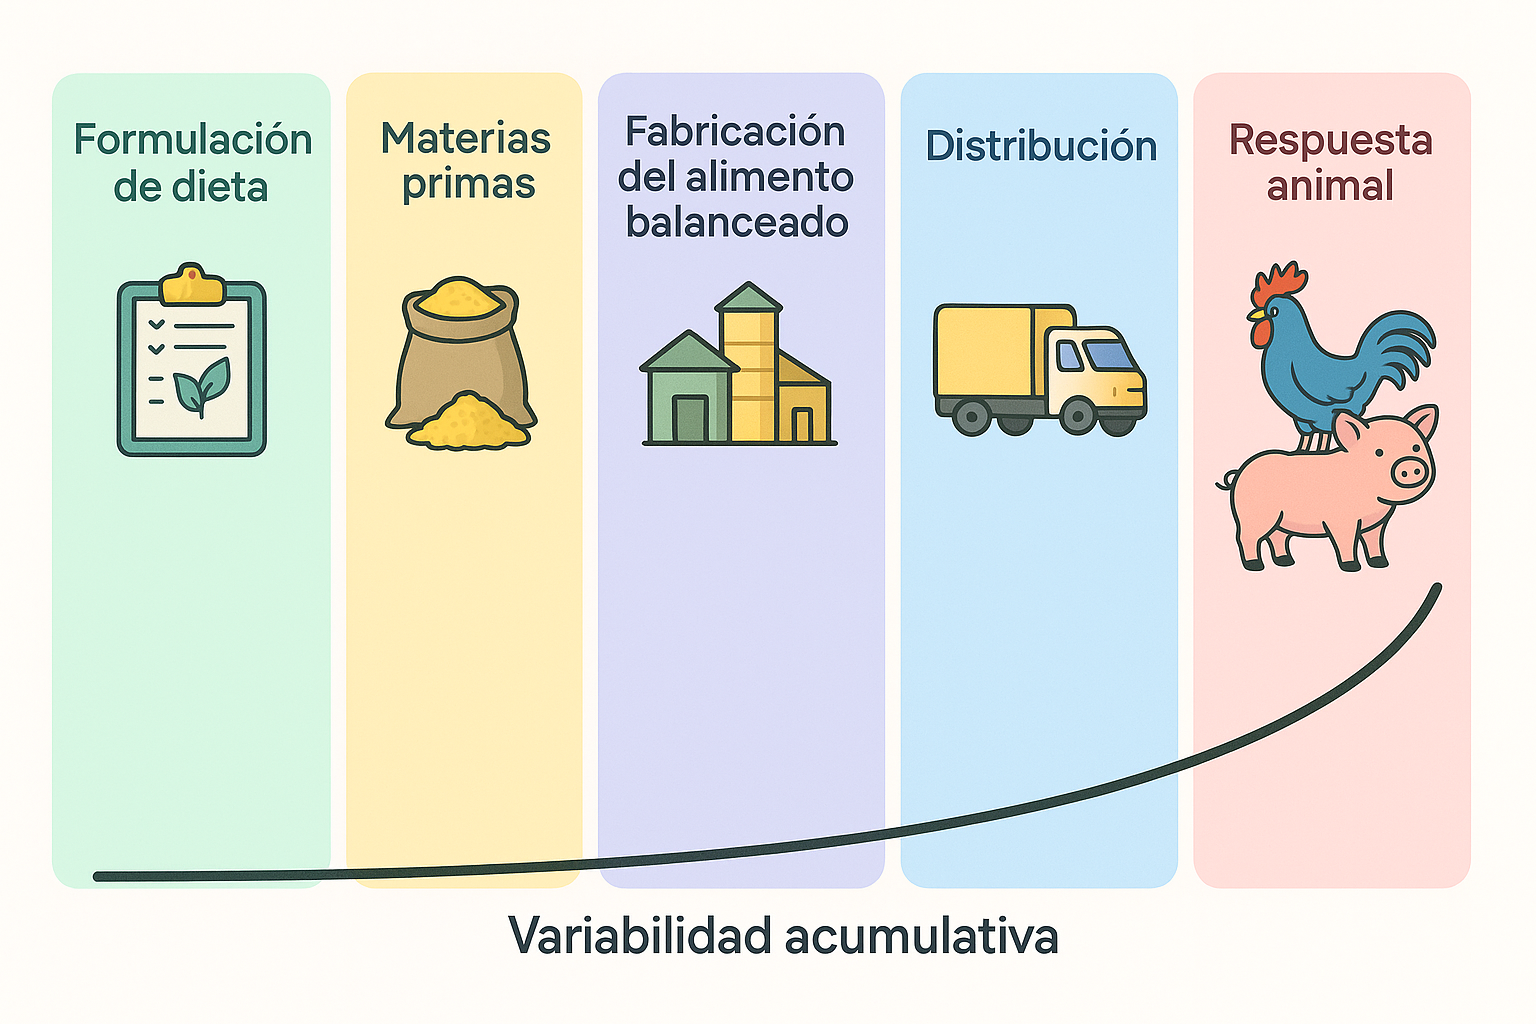 Formulación
de dieta
Materias
primas
Fabricación
del alimento
balanceado
Distribución
Respuesta
animal
Variabilidad acumulativa